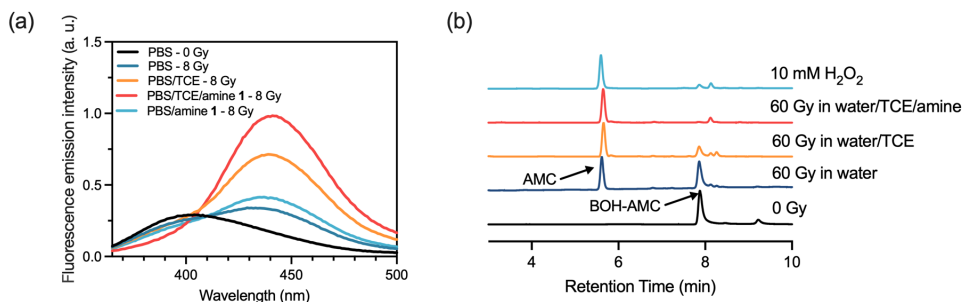 (a)
Fluorescence emission intensity (a. u.)
1.5
1.0
0.5
0.0
PBS - 0 Gy
PBS - 8 Gy
PBS/TCE - 8 Gy
PBS/TCE/amine 1 - 8 Gy
PBS/amine 1 - 8 Gy
400
450
500
Wavelength (nm)
(b)
10 mM H₂O₂
60 Gy in water/TCE/amine
60 Gy in water/TCE
AMC
60 Gy in water
BOH-AMC
0 Gy
4
6
8
10
Retention Time (min)